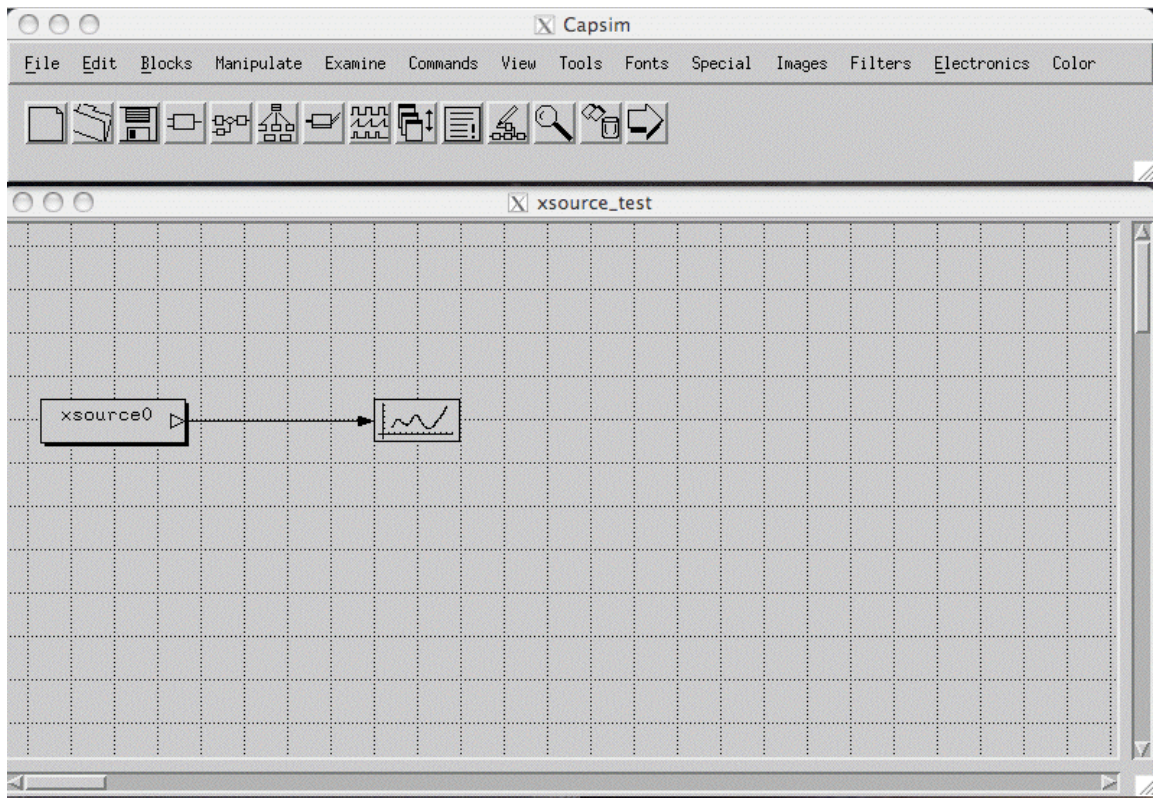 X Capsim
File Edit Blocks Manipulate Examine Commands View Tools Fonts Special Images Filters Electronics Color
X xsource_test
xsource0